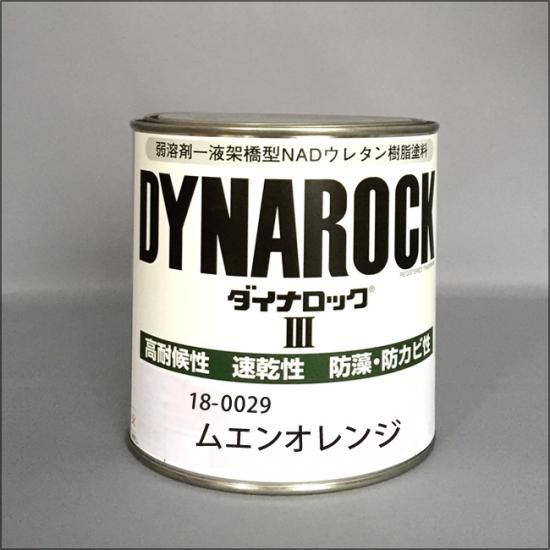 弱溶剤一液架橋型NADウレタン樹脂塗料
DYNAROCK
REGISTERED TRADEMARK
ダイナロック®
III
高耐候性 速乾性 防藻・防カビ性
18-0029
ムエンオレンジ